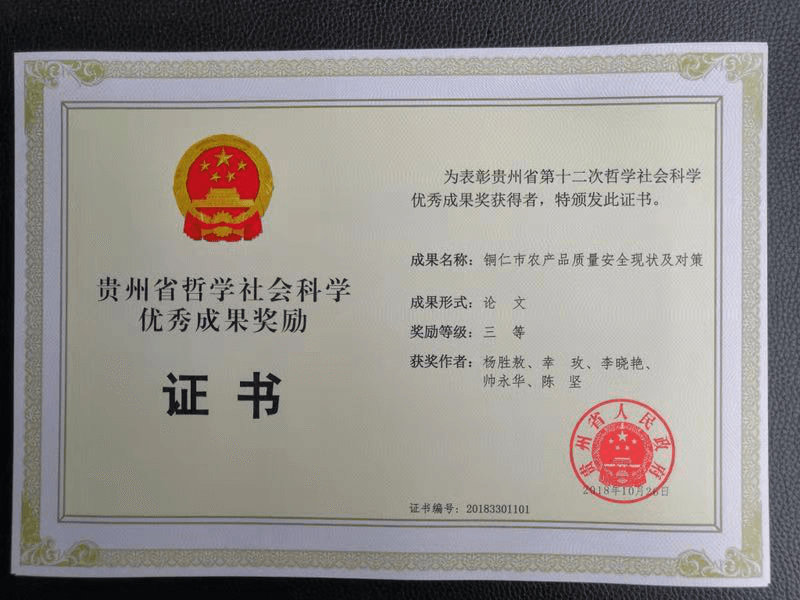 贵州省哲学社会科学
优秀成果奖励
证书
为表彰贵州省第十二次哲学社会科学
优秀成果奖获得者，特颁发此证书。
成果名称：铜仁市农产品质量安全现状及对策
成果形式：论 文
奖励等级：三 等
获奖作者：杨胜敖、幸 玫、李晓艳、
帅永华、陈 坚
贵州省人民政府
2018年10月26日
证书编号：20183301101